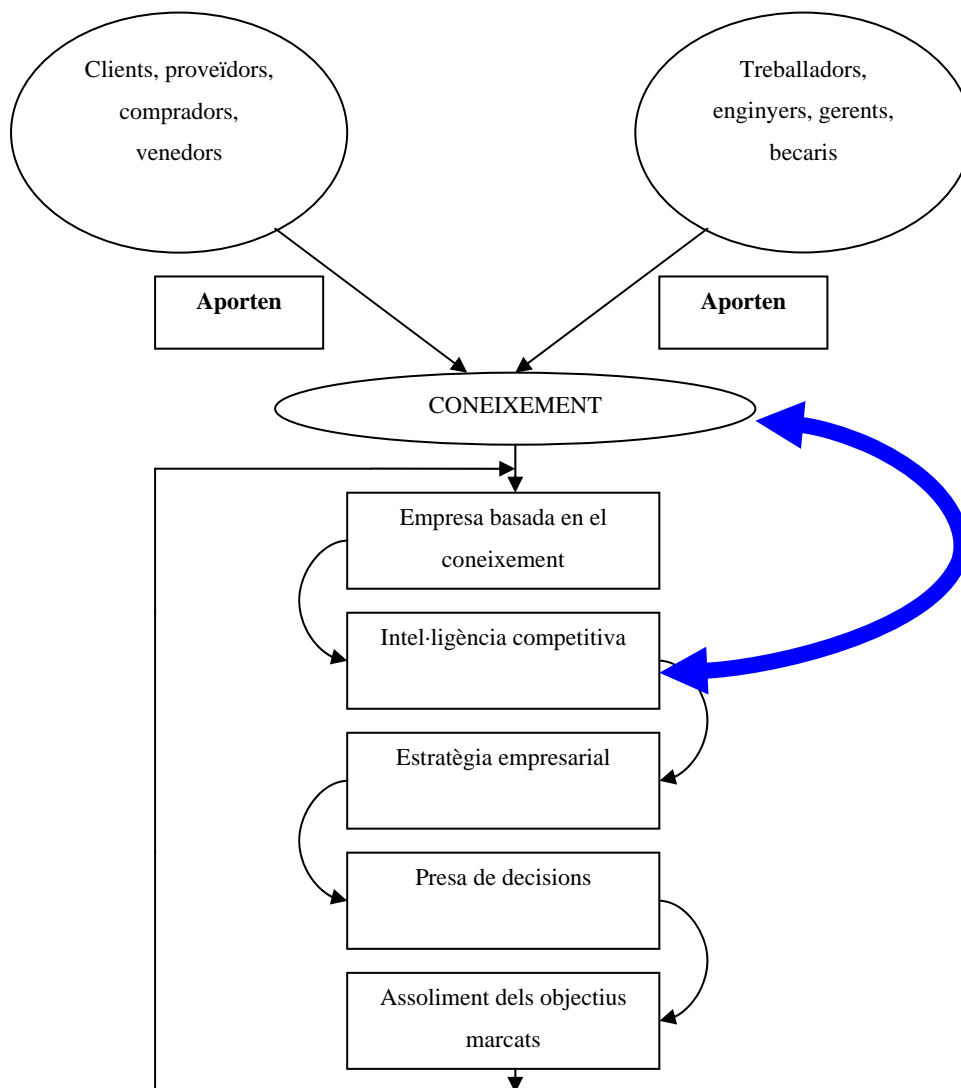 Clients, proveïdors,
compradors,
venedors
Treballadors,
enginyers, gerents,
becaris
Aporten
Aporten
CONEIXEMENT
Empresa basada en el
coneixement
Intel·ligència competitiva
Estratègia empresarial
Presa de decisions
Assoliment dels objectius
marcats